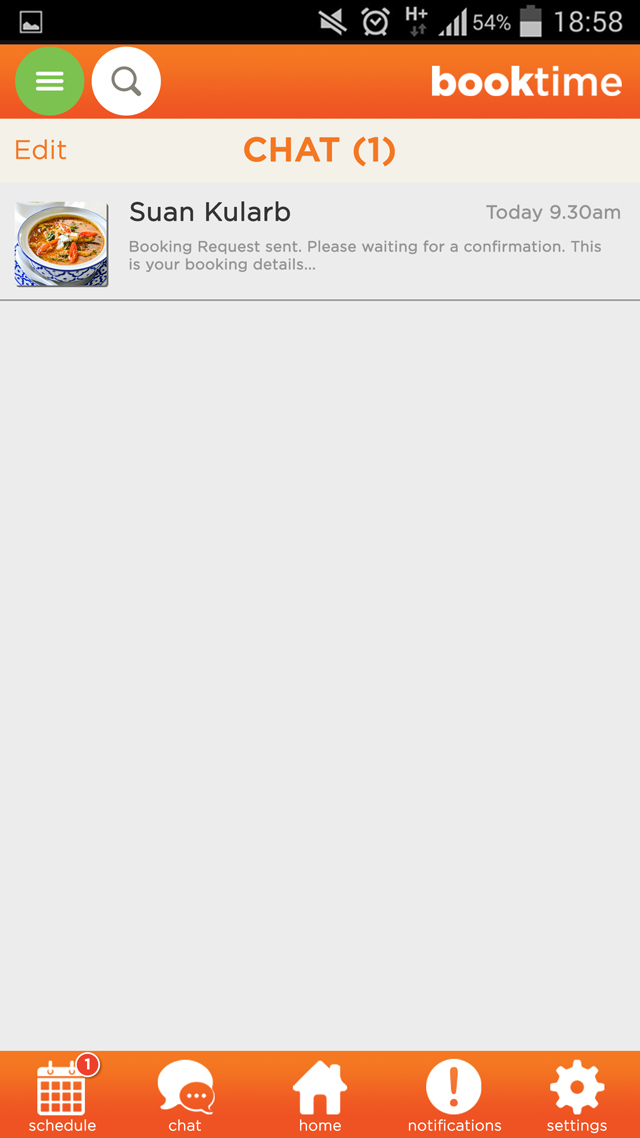 H+ 54% 18:58
booktime
Edit CHAT (1)
Suan Kularb Today 9.30am
Booking Request sent. Please waiting for a confirmation. This
is your booking details...
1
schedule chat home notifications settings